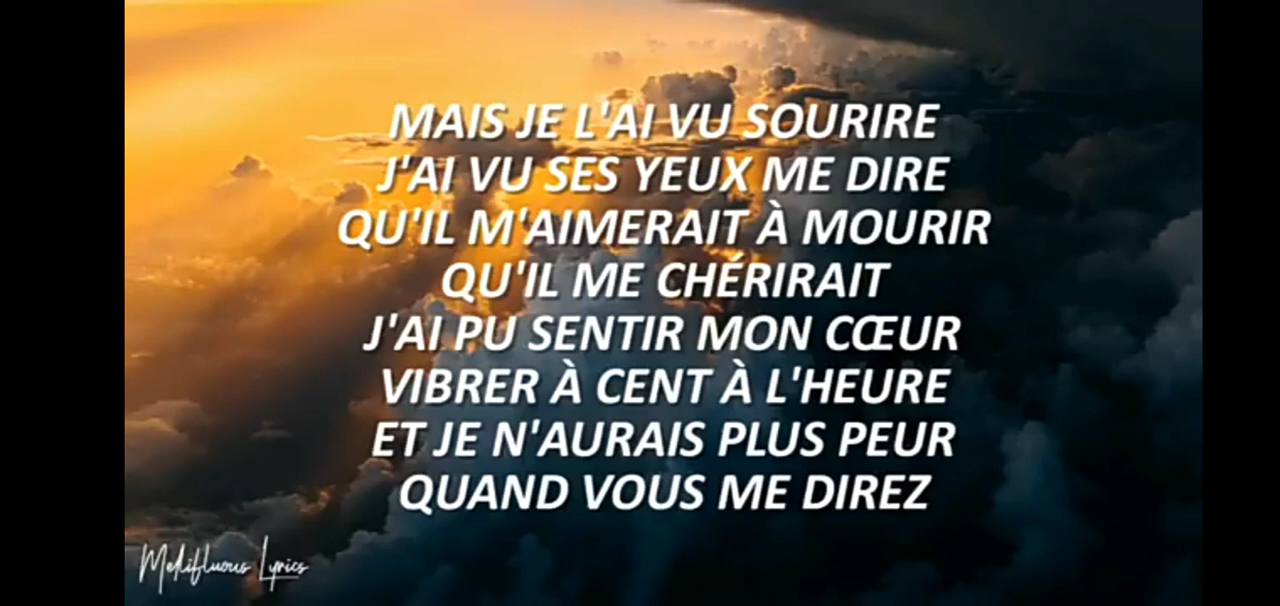 MAIS JE L'AI VU SOURIRE
J'AI VU SES YEUX ME DIRE
QU'IL M'AIMERAIT À MOURIR
QU'IL ME CHÉRIRAIT
J'AI PU SENTIR MON CŒUR
VIBRER À CENT À L'HEURE
ET JE N'AURAIS PLUS PEUR
QUAND VOUS ME DIREZ
Mellifluous Lyrics